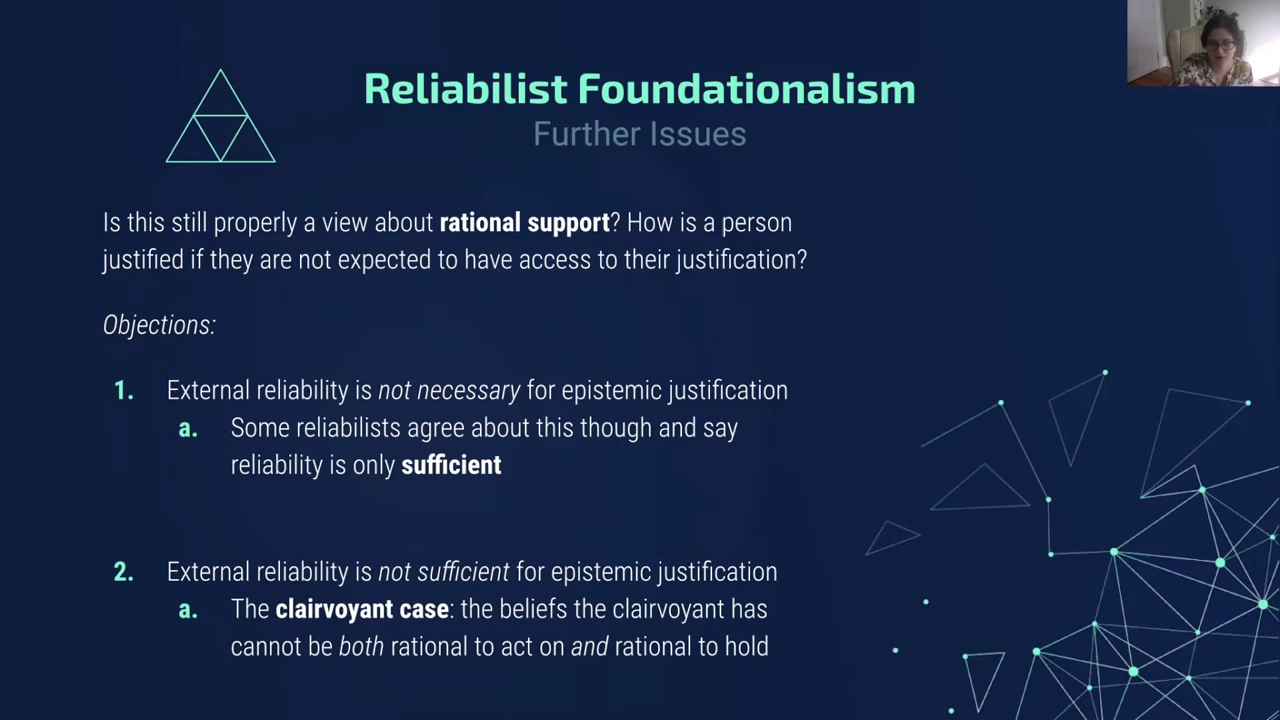 Reliabilist Foundationalism
Further Issues
Is this still properly a view about rational support? How is a person
justified if they are not expected to have access to their justification?
Objections:
1. External reliability is not necessary for epistemic justification
a. Some reliabilists agree about this though and say
reliability is only sufficient
2. External reliability is not sufficient for epistemic justification
a. The clairvoyant case: the beliefs the clairvoyant has
cannot be both rational to act on and rational to hold